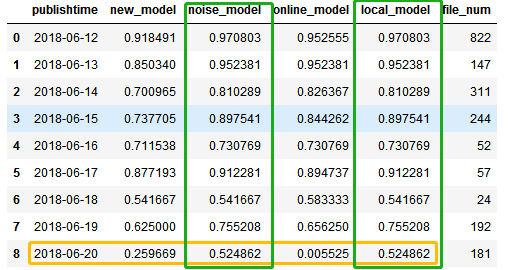 publishtime new_model noise_model online_model local_model file_num
0 2018-06-12 0.918491 0.970803 0.952555 0.970803 822
1 2018-06-13 0.850340 0.952381 0.952381 0.952381 147
2 2018-06-14 0.700965 0.810289 0.826367 0.810289 311
3 2018-06-15 0.737705 0.897541 0.844262 0.897541 244
4 2018-06-16 0.711538 0.730769 0.730769 0.730769 52
5 2018-06-17 0.877193 0.912281 0.894737 0.912281 57
6 2018-06-18 0.541667 0.541667 0.583333 0.541667 24
7 2018-06-19 0.625000 0.755208 0.656250 0.755208 192
8 2018-06-20 0.259669 0.524862 0.005525 0.524862 181